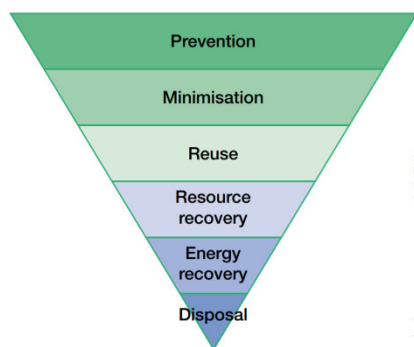 Prevention
Minimisation
Reuse
Resource
recovery
Energy
recovery
Disposal